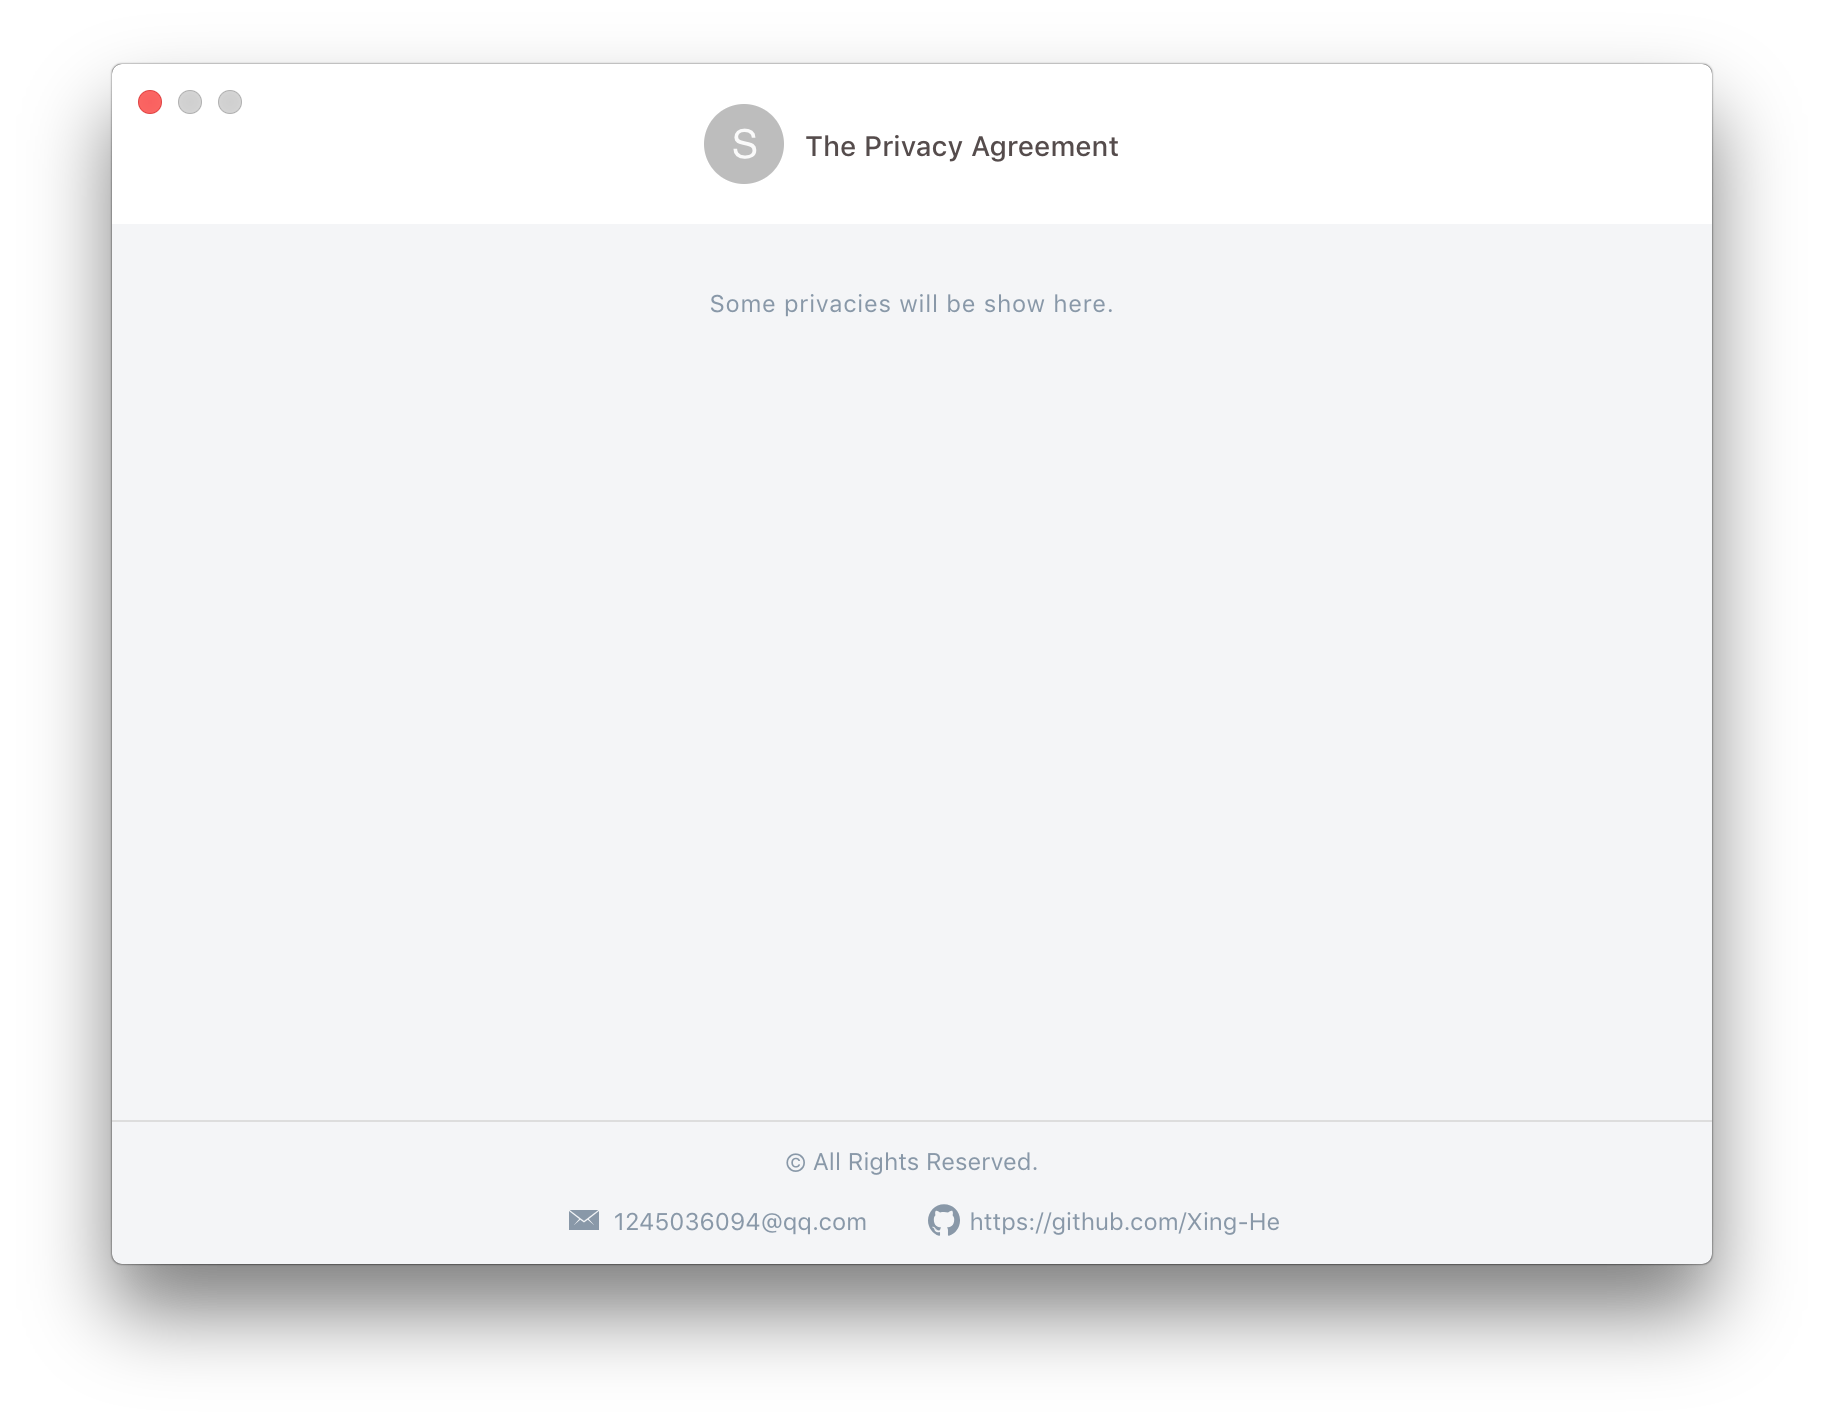 S
The Privacy Agreement
Some privacies will be show here.
© All Rights Reserved.
1245036094@qq.com
https://github.com/Xing-He